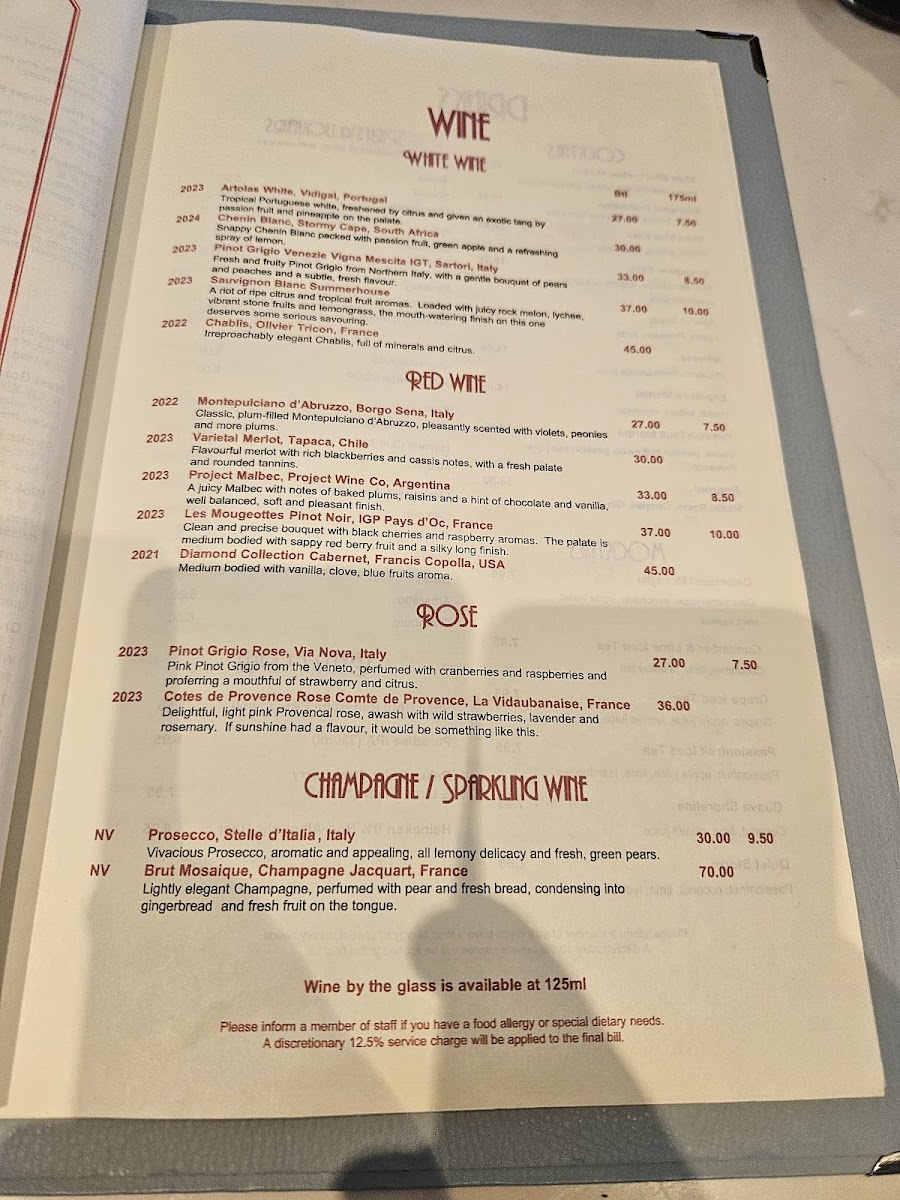 WINE
WHITE WINE
Btl 175ml
2023 Artolas White, Vidigal, Portugal 27.00 7.50
Tropical Portuguese white, freshened by citrus and given an exotic tang by
passion fruit and pineapple on the palate.
2024 Chenin Blanc, Stormy Cape, South Africa 30.00
Snappy Chenin Blanc packed with passion fruit, green apple and a refreshing
spray of lemon.
2023 Pinot Grigio Venezie Vigna Mescita IGT, Sartori, Italy 33.00 8.50
Fresh and fruity Pinot Grigio from Northern Italy, with a gentle bouquet of pears
and peaches and a subtle, fresh flavour.
2023 Sauvignon Blanc Summerhouse 37.00 10.00
A riot of ripe citrus and tropical fruit aromas. Loaded with juicy rock melon, lychee,
vibrant stone fruits and lemongrass, the mouth-watering finish on this one
deserves some serious savouring.
2022 Chablis, Olivier Tricon, France 45.00
Irreproachably elegant Chablis, full of minerals and citrus.
RED WINE
2022 Montepulciano d'Abruzzo, Borgo Sena, Italy 27.00 7.50
Classic, plum-filled Montepulciano d'Abruzzo, pleasantly scented with violets, peonies
and more plums.
2023 Varietal Merlot, Tapaca, Chile 30.00
Flavourful merlot with rich blackberries and cassis notes, with a fresh palate
and rounded tannins.
2023 Project Malbec, Project Wine Co, Argentina 33.00 8.50
A juicy Malbec with notes of baked plums, raisins and a hint of chocolate and vanilla,
well balanced, soft and pleasant finish.
2023 Les Mougeottes Pinot Noir, IGP Pays d'Oc, France 37.00 10.00
Clean and precise bouquet with black cherries and raspberry aromas. The palate is
medium bodied with sappy red berry fruit and a silky long finish.
2021 Diamond Collection Cabernet, Francis Copolla, USA 45.00
Medium bodied with vanilla, clove, blue fruits aroma.
ROSE
2023 Pinot Grigio Rose, Via Nova, Italy 27.00 7.50
Pink Pinot Grigio from the Veneto, perfumed with cranberries and raspberries and
proferring a mouthful of strawberry and citrus.
2023 Cotes de Provence Rose Comte de Provence, La Vidaubanaise, France 36.00
Delightful, light pink Provencal rose, awash with wild strawberries, lavender and
rosemary. If sunshine had a flavour, it would be something like this.
CHAMPAGNE / SPARKLING WINE
NV Prosecco, Stelle d'Italia, Italy 30.00 9.50
Vivacious Prosecco, aromatic and appealing, all lemony delicacy and fresh, green pears.
NV Brut Mosaique, Champagne Jacquart, France 70.00
Lightly elegant Champagne, perfumed with pear and fresh bread, condensing into
gingerbread and fresh fruit on the tongue.
Wine by the glass is available at 125ml
Please inform a member of staff if you have a food allergy or special dietary needs.
A discretionary 12.5% service charge will be applied to the final bill.